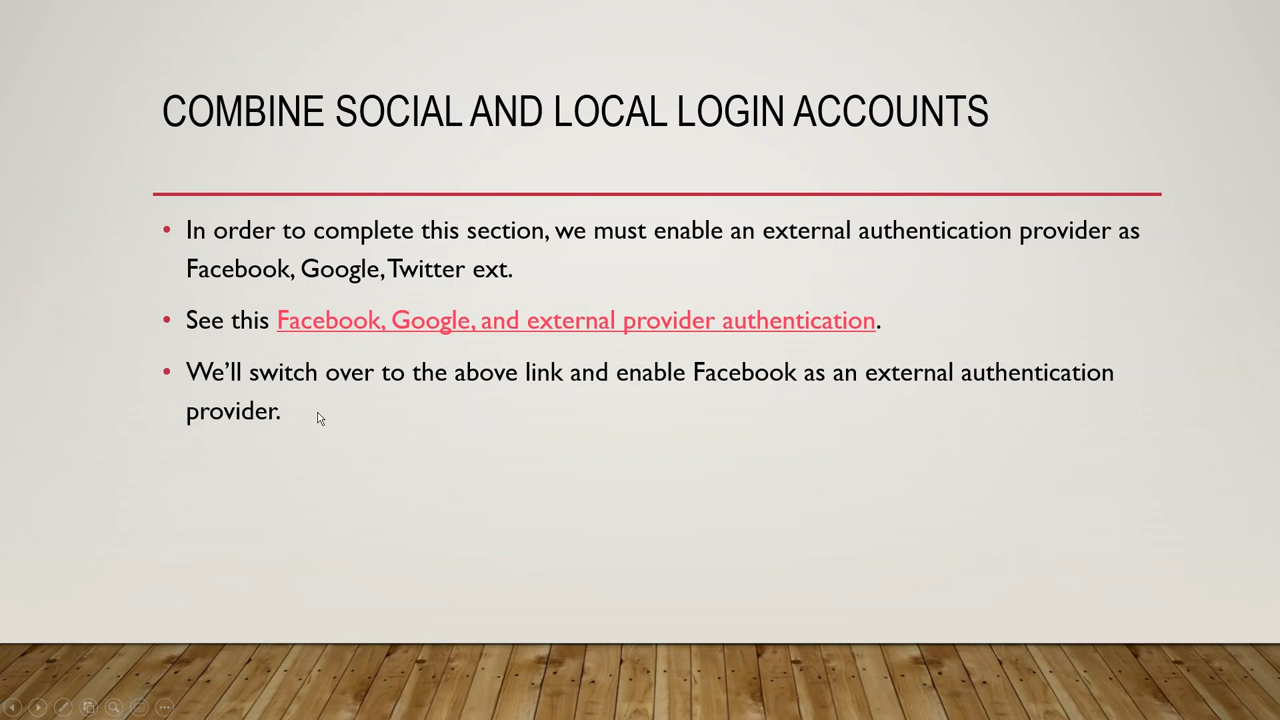 COMBINE SOCIAL AND LOCAL LOGIN ACCOUNTS
• In order to complete this section, we must enable an external authentication provider as
Facebook, Google, Twitter ext.
• See this Facebook, Google, and external provider authentication.
• We’ll switch over to the above link and enable Facebook as an external authentication
provider.